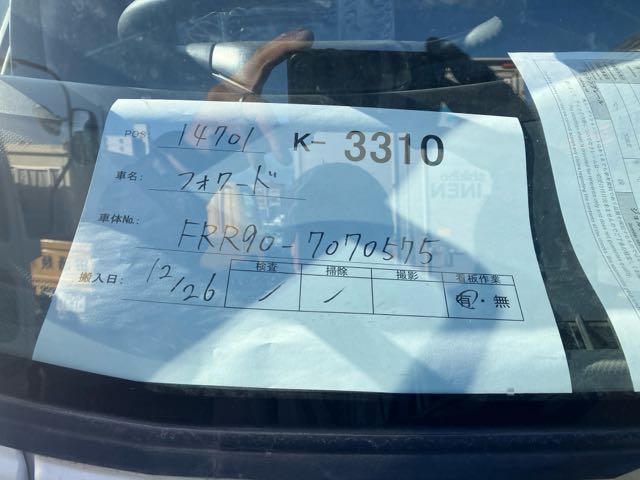 POS: 14701 K- 3310
車名: フォワード
車体No.: FRR90-7070575
搬入日: 12/26
検査 掃除 撮影 看板作業
/ / 有・無